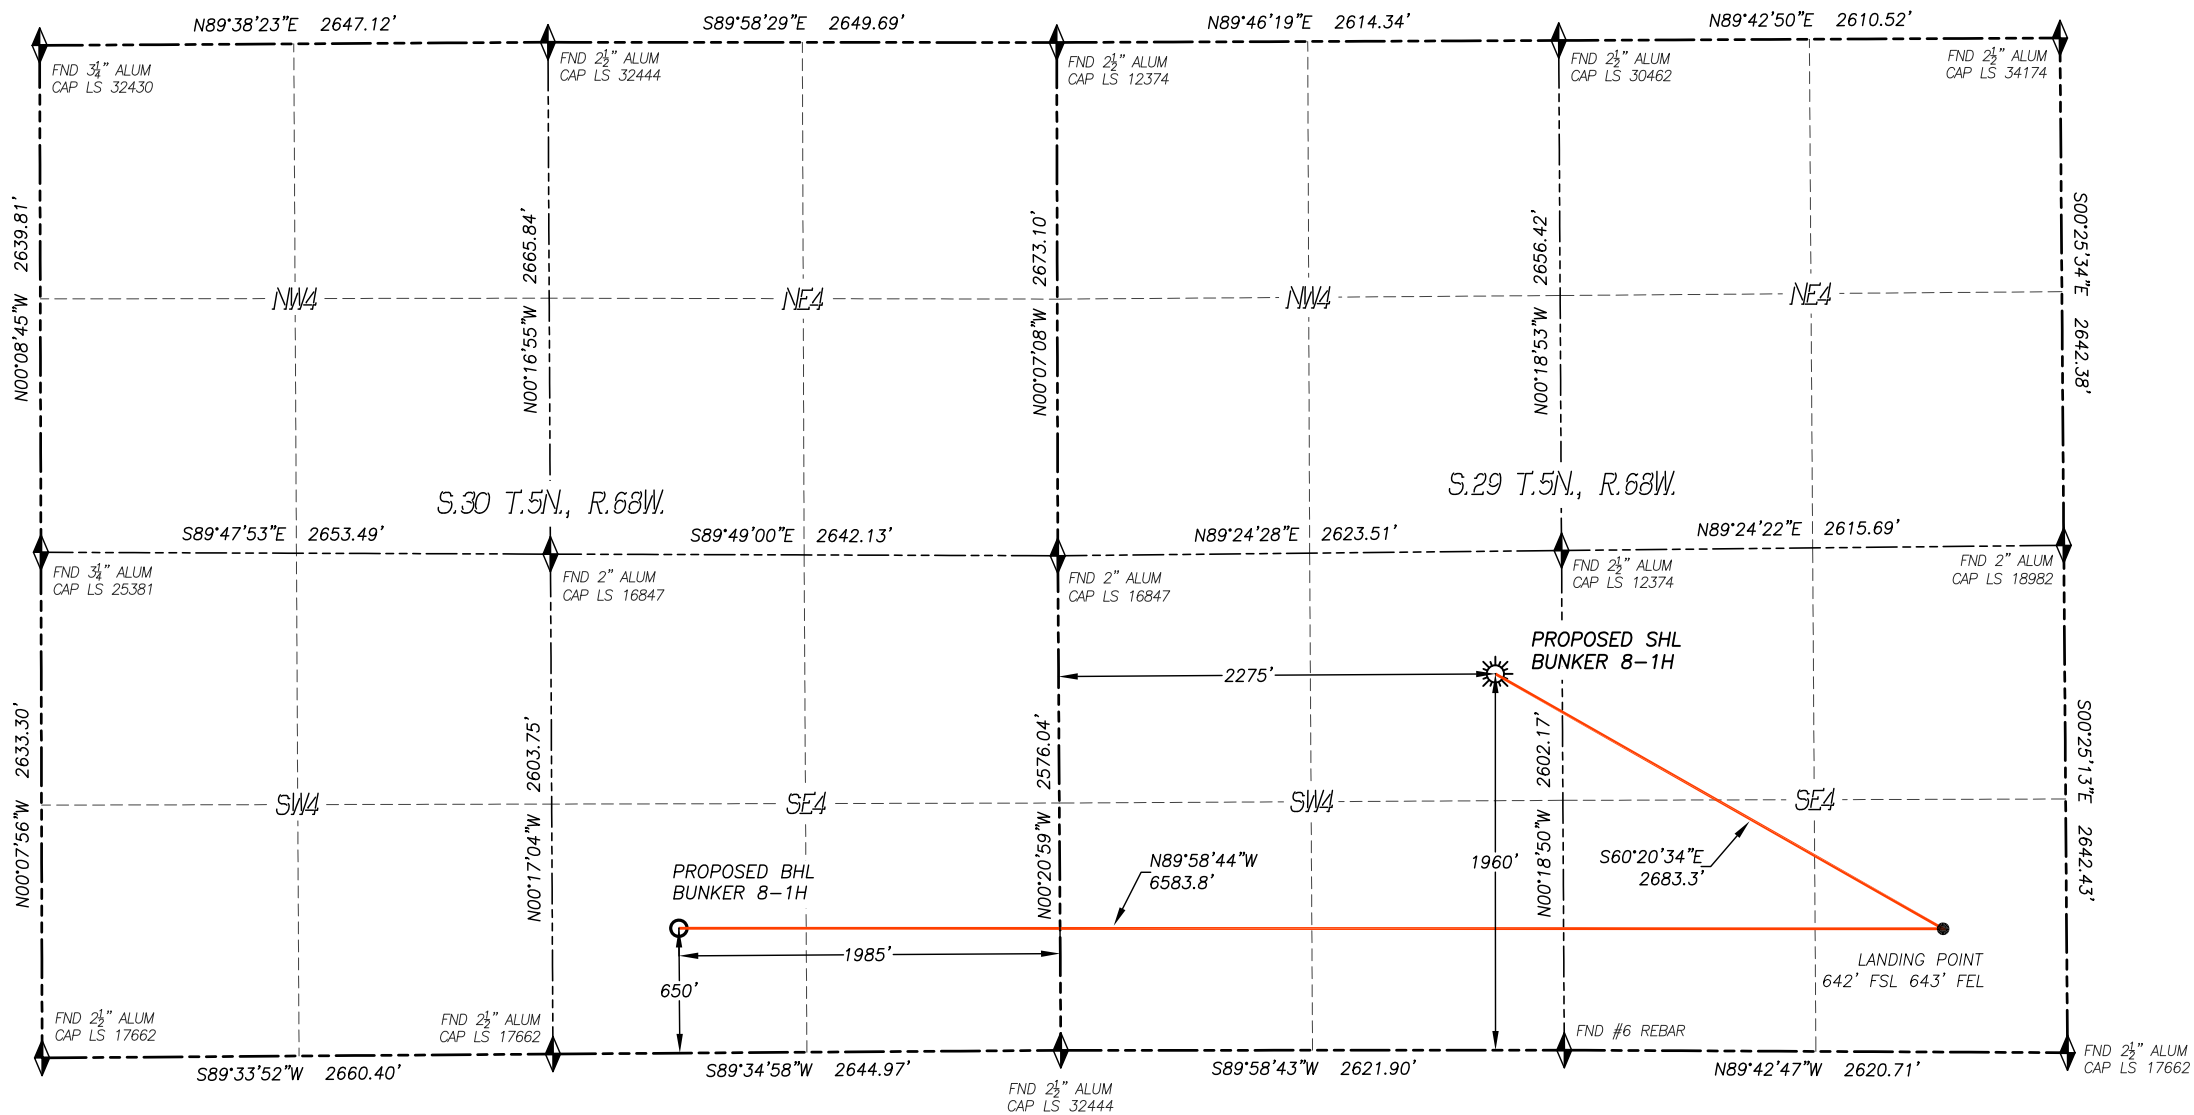 N89°38'23"E 2647.12'
S89°58'29"E 2649.69'
N89°46'19"E 2614.34'
N89°42'50"E 2610.52'
FND 3¼" ALUM
CAP LS 32430
FND 2½" ALUM
CAP LS 32444
FND 2½" ALUM
CAP LS 12374
FND 2½" ALUM
CAP LS 30462
FND 2½" ALUM
CAP LS 34174
N00°08'45"W 2639.81'
N00°16'55"W 2665.84'
N00°07'08"W 2673.10'
N00°18'53"W 2656.42'
S00°25'34"E 2642.38'
NW4
NE4
NW4
NE4
S.30 T.5N., R.68W.
S.29 T.5N., R.68W.
S89°47'53"E 2653.49'
S89°49'00"E 2642.13'
N89°24'28"E 2623.51'
N89°24'22"E 2615.69'
FND 3¼" ALUM
CAP LS 25381
FND 2" ALUM
CAP LS 16847
FND 2" ALUM
CAP LS 16847
FND 2½" ALUM
CAP LS 12374
FND 2" ALUM
CAP LS 18982
PROPOSED SHL
BUNKER 8-1H
2275'
N00°07'56"W 2633.30'
N00°17'04"W 2603.75'
N00°20'59"W 2576.04'
N00°18'50"W 2602.17'
S00°25'13"E 2642.43'
SW4
SE4
SW4
SE4
PROPOSED BHL
BUNKER 8-1H
N89°58'44"W
6583.8'
1960'
S60°20'34"E
2683.3'
1985'
650'
LANDING POINT
642' FSL 643' FEL
FND 2½" ALUM
CAP LS 17662
FND 2½" ALUM
CAP LS 17662
FND #6 REBAR
FND 2½" ALUM
CAP LS 17662
S89°33'52"W 2660.40'
S89°34'58"W 2644.97'
S89°58'43"W 2621.90'
N89°42'47"W 2620.71'
FND 2½" ALUM
CAP LS 32444